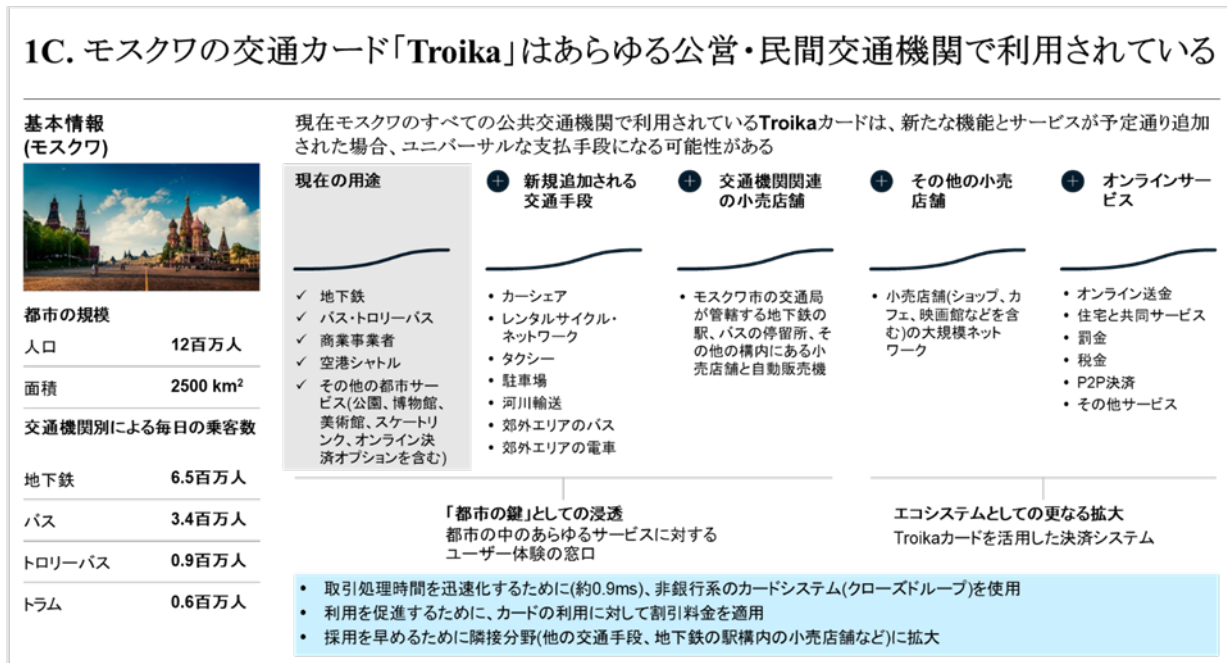 1C. モスクワの交通カード「Troika」はあらゆる公営・民間交通機関で利用されている
基本情報
(モスクワ)
都市の規模
人口 12百万人
面積 2500 km²
交通機関別による毎日の乗客数
地下鉄 6.5百万人
バス 3.4百万人
トロリーバス 0.9百万人
トラム 0.6百万人
現在モスクワのすべての公共交通機関で利用されているTroikaカードは、新たな機能とサービスが予定通り追加
された場合、ユニバーサルな支払手段になる可能性がある
現在の用途
✓ 地下鉄
✓ バス・トロリーバス
✓ 商業事業者
✓ 空港シャトル
✓ その他の都市サー
ビス(公園、博物館、
美術館、スケートリ
ンク、オンライン決
済オプションを含む)
+ 新規追加される
交通手段
• カーシェア
• レンタルサイクル・
ネットワーク
• タクシー
• 駐車場
• 河川輸送
• 郊外エリアのバス
• 郊外エリアの電車
+ 交通機関関連
の小売店舗
• モスクワ市の交通局
が管轄する地下鉄の
駅、バスの停留所、そ
の他の構内にある小
売店舗と自動販売機
+ その他の小売
店舗
• 小売店舗(ショップ、カ
フェ、映画館などを含
む)の大規模ネット
ワーク
+ オンラインサー
ビス
• オンライン送金
• 住宅と共同サービス
• 罰金
• 税金
• P2P決済
• その他サービス
「都市の鍵」としての浸透
都市の中のあらゆるサービスに対する
ユーザー体験の窓口
エコシステムとしての更なる拡大
Troikaカードを活用した決済システム
• 取引処理時間を迅速化するために(約0.9ms)、非銀行系のカードシステム(クローズドループ)を使用
• 利用を促進するために、カードの利用に対して割引料金を適用
• 採用を早めるために隣接分野(他の交通手段、地下鉄の駅構内の小売店舗など)に拡大